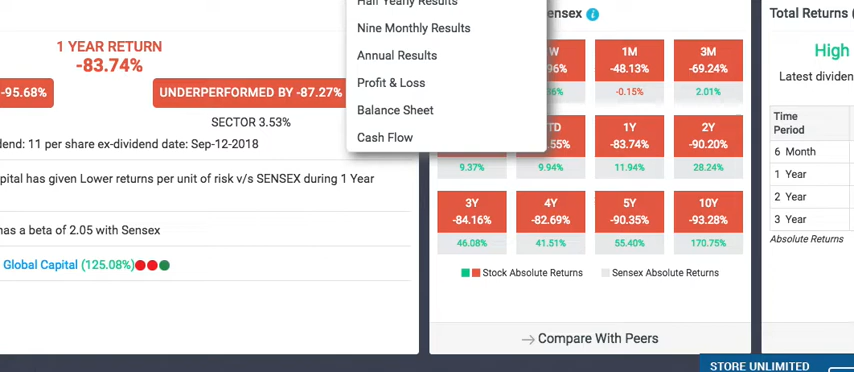 Half Yearly Results
Nine Monthly Results
Annual Results
Profit & Loss
Balance Sheet
Cash Flow
1 YEAR RETURN
-83.74%
-95.68%
UNDERPERFORMED BY -87.27%
SECTOR 3.53%
dend: 11 per share ex-dividend date: Sep-12-2018
pital has given Lower returns per unit of risk v/s SENSEX during 1 Year
has a beta of 2.05 with Sensex
Global Capital (125.08%)
ensex
W 1M 3M
96% -48.13% -69.24%
36% -0.15% 2.01%
TD 1Y 2Y
.55% -83.74% -90.20%
9.37% 9.94% 11.94% 28.24%
3Y 4Y 5Y 10Y
-84.16% -82.69% -90.35% -93.28%
46.08% 41.51% 55.40% 170.75%
Stock Absolute Returns Sensex Absolute Returns
Compare With Peers
Total Returns (
High
Latest dividen
Time
Period
6 Month
1 Year
2 Year
3 Year
Absolute Returns
STORE UNLIMITED